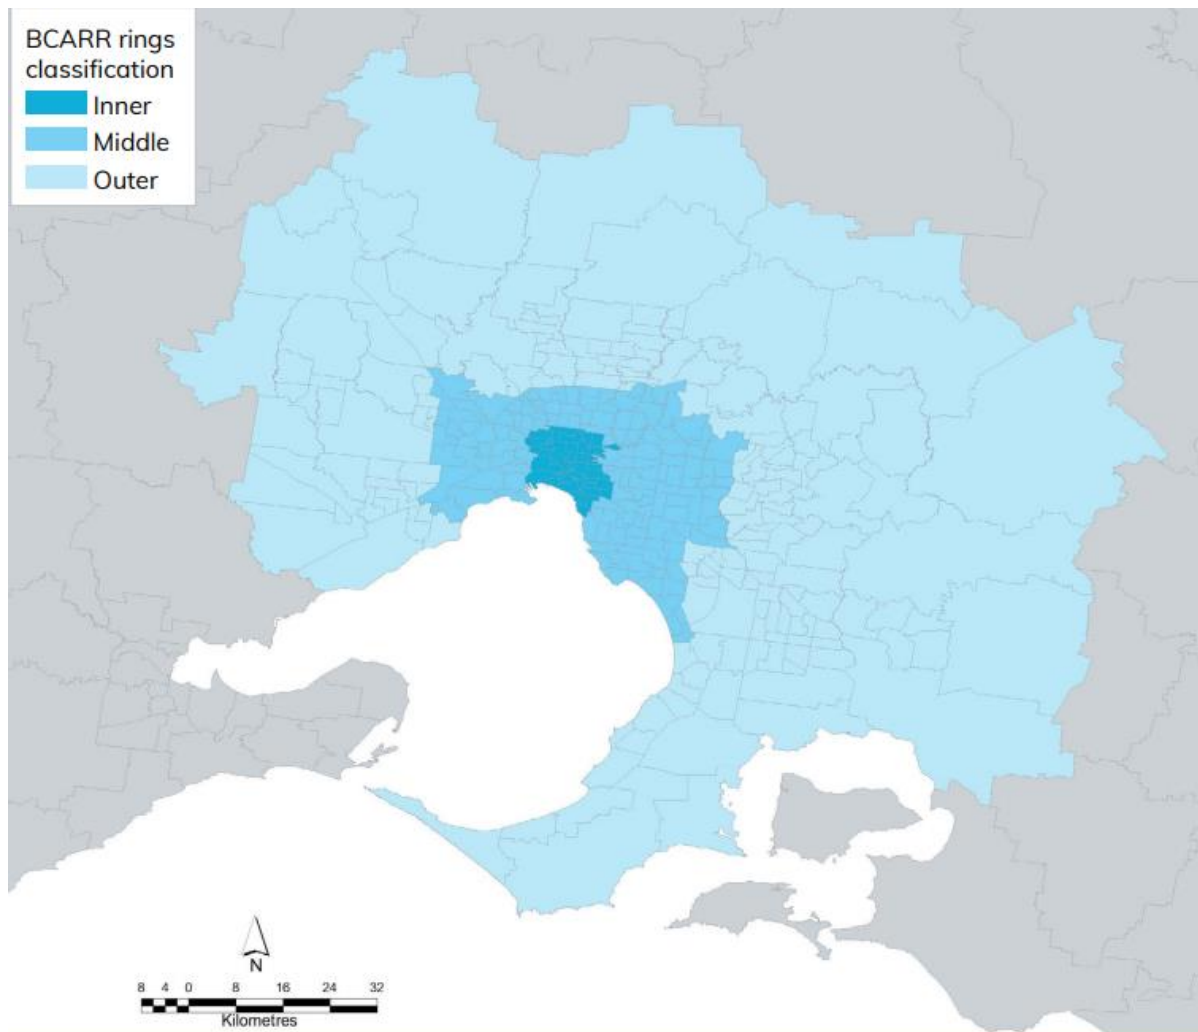 BCARR rings
classification
Inner
Middle
Outer
N
8 4 0 8 16 24 32
Kilometres